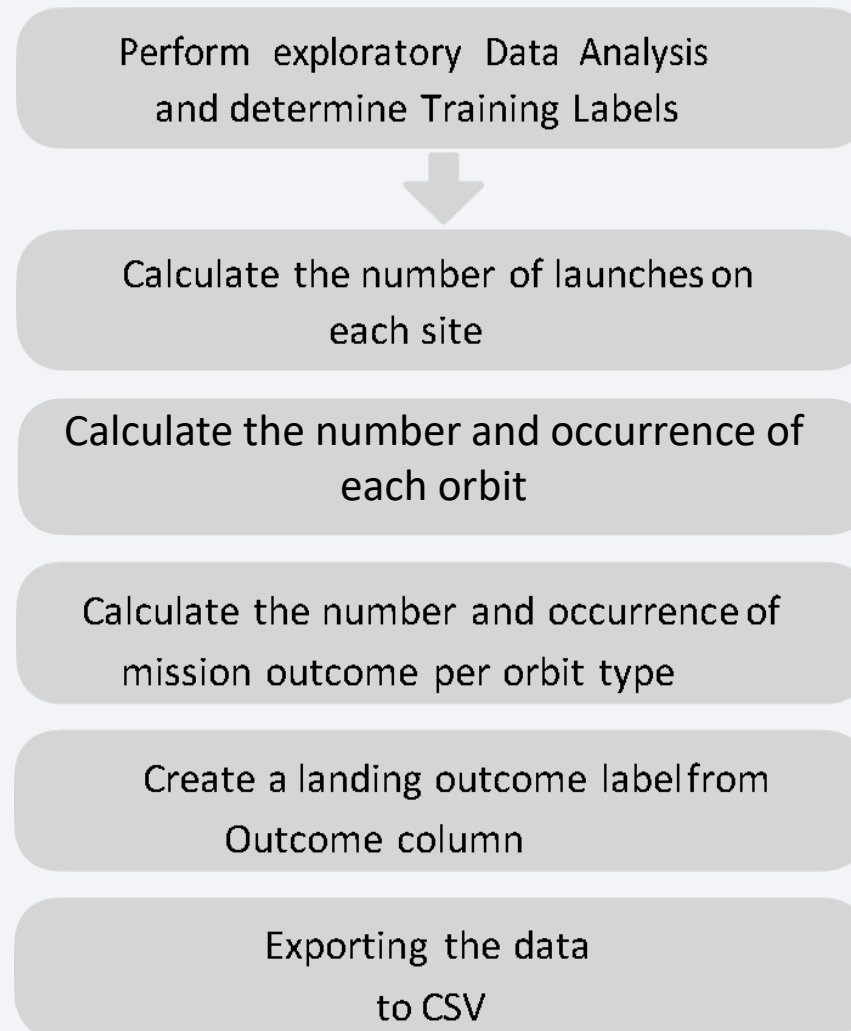 Perform exploratory Data Analysis
and determine Training Labels
Calculate the number of launches on
each site
Calculate the number and occurrence of
each orbit
Calculate the number and occurrence of
mission outcome per orbit type
Create a landing outcome label from
Outcome column
Exporting the data
to CSV